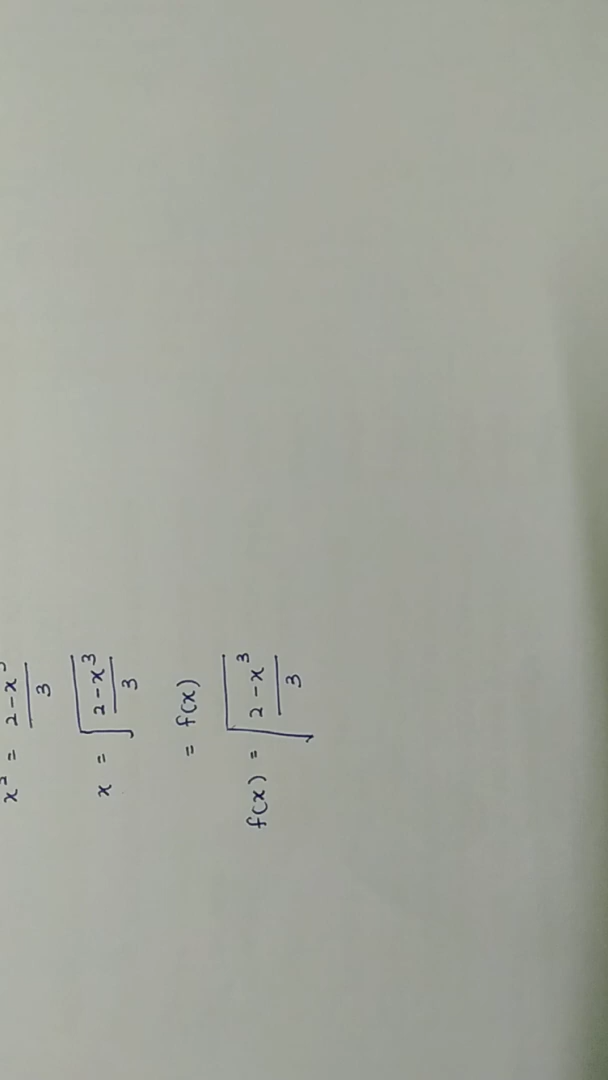 x² = (2-x³)/3
x = √((2-x³)/3)
= f(x)
f(x) = √((2-x³)/3)